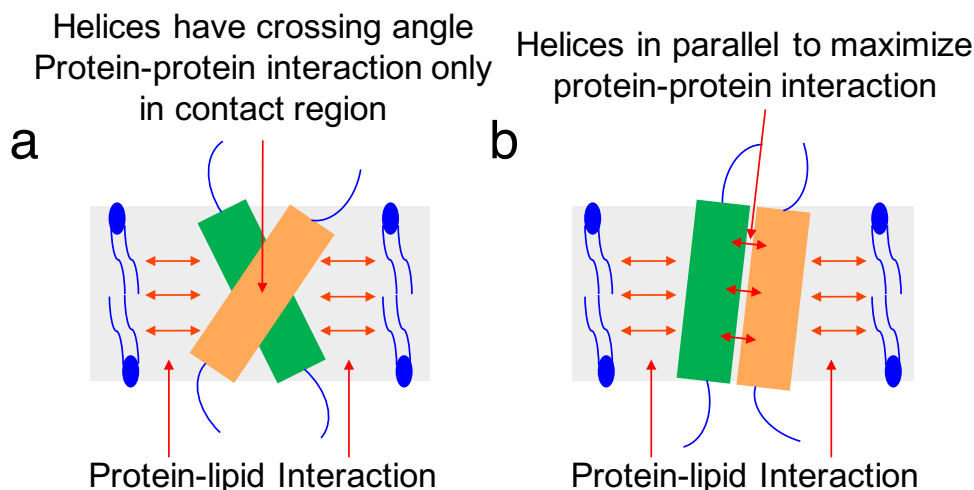 Helices have crossing angle
Protein-protein interaction only
in contact region
a
Protein-lipid Interaction
Helices in parallel to maximize
protein-protein interaction
b
Protein-lipid Interaction